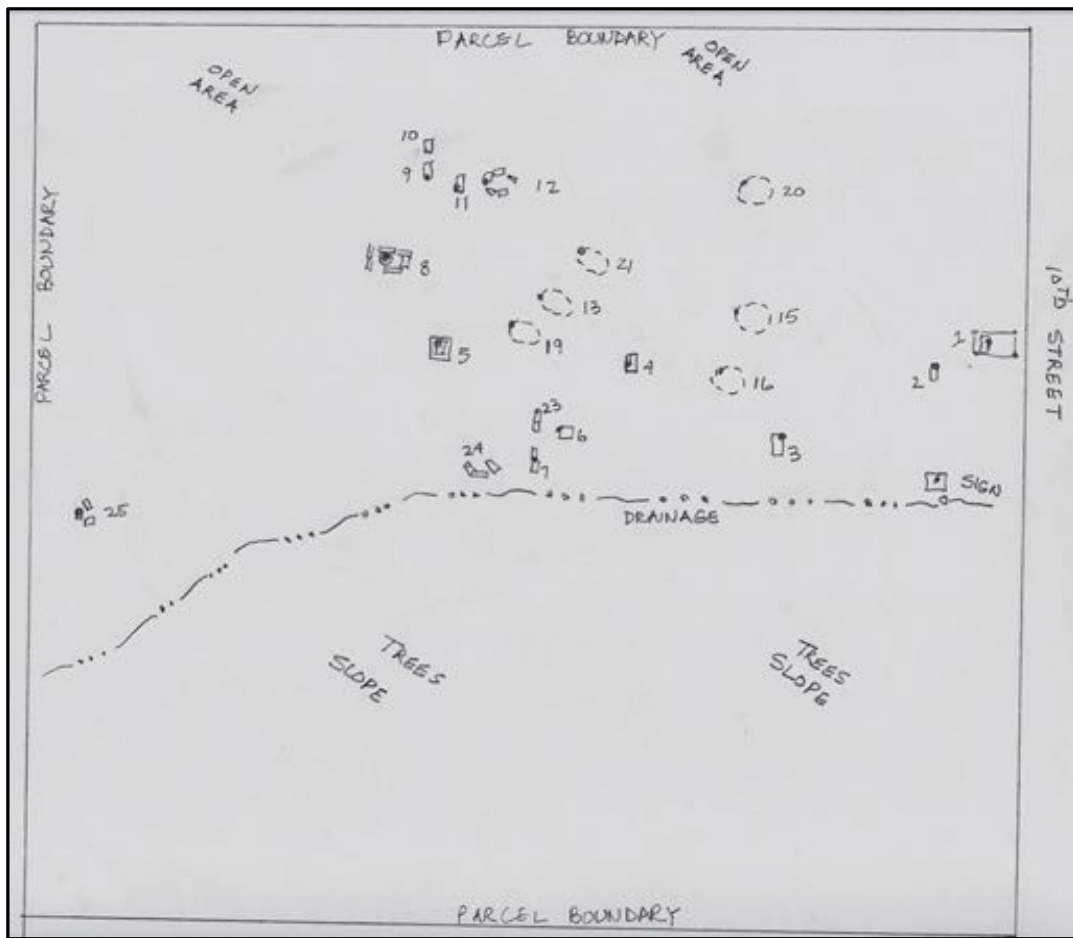 PARCEL BOUNDARY
OPEN
AREA
OPEN
AREA
10
9
11
12
20
PARCEL BOUNDARY
8
21
13
15
19
5
4
16
1
2
10TH STREET
23
6
3
24
7
SIGN
25
DRAINAGE
TREES
SLOPE
TREES
SLOPE
PARCEL BOUNDARY